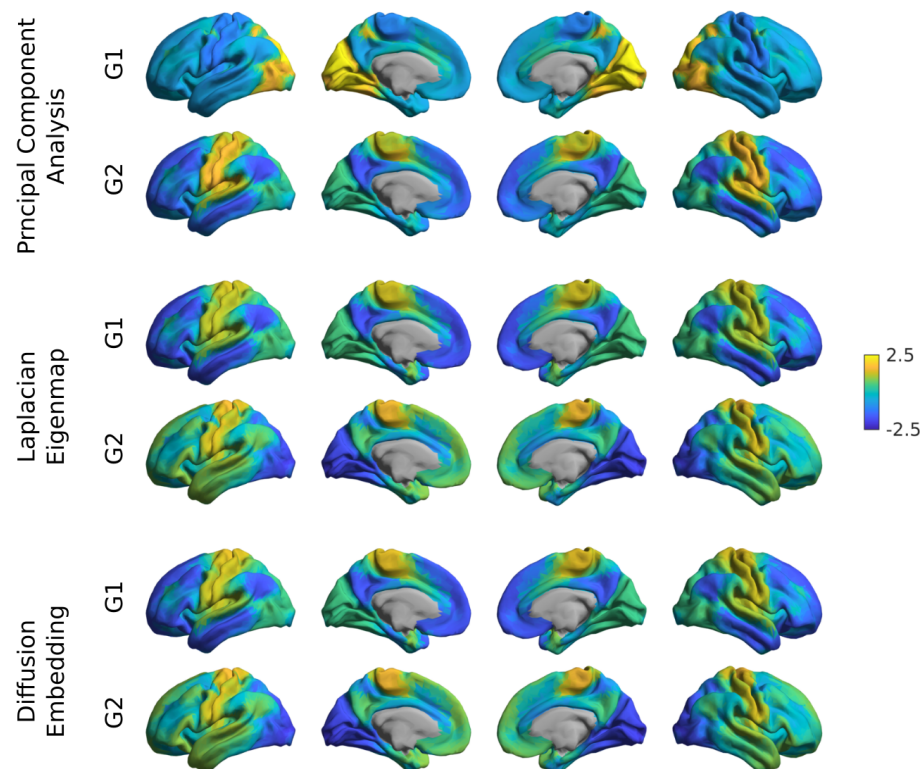 Prncipal Component
Analysis
G1
G2
Laplacian
Eigenmap
G1
G2
2.5
-2.5
Diffusion
Embedding
G1
G2